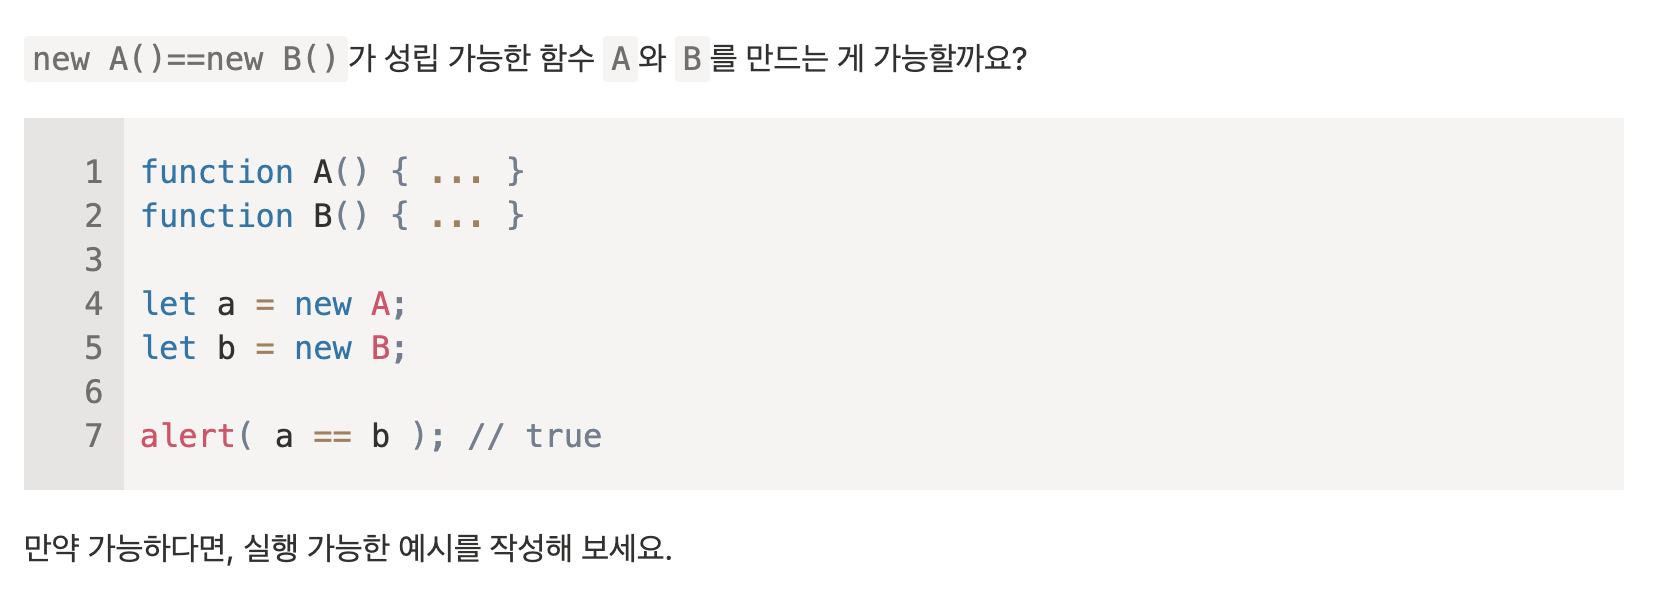 new A()==new B()가 성립 가능한 함수 A와 B를 만드는 게 가능할까요?
1 function A() { ... }
2 function B() { ... }
3
4 let a = new A;
5 let b = new B;
6
7 alert( a == b ); // true
만약 가능하다면, 실행 가능한 예시를 작성해 보세요.